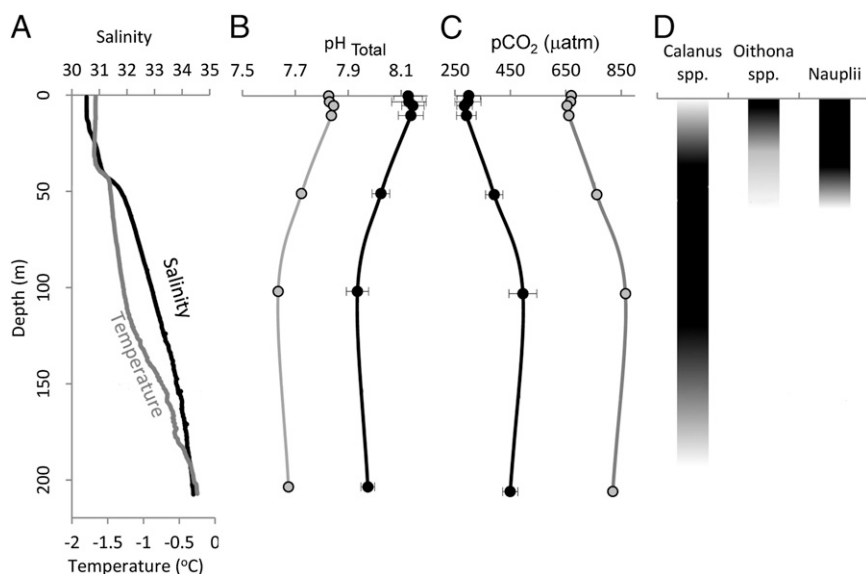 A
Salinity
30 31 32 33 34 35
B
pH Total
7.5 7.7 7.9 8.1
C
pCO₂ (µatm)
250 450 650 850
D
Calanus spp.
Oithona spp.
Nauplii
Depth (m)
0
50
100
150
200
Salinity
Temperature
-2 -1.5 -1 -0.5 0
Temperature (ºC)